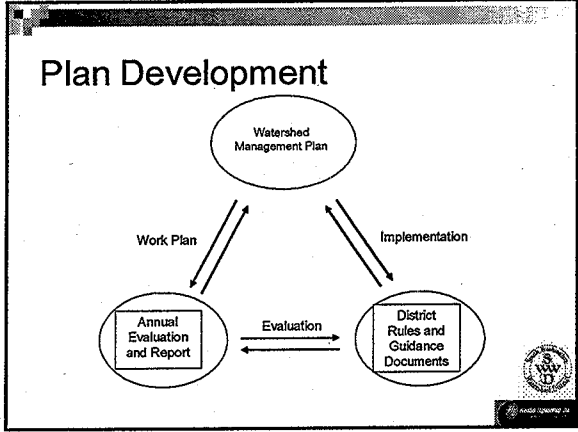 Plan Development
Watershed
Management Plan
Work Plan
Implementation
Annual
Evaluation
and Report
Evaluation
District
Rules and
Guidance
Documents
S
W W
D